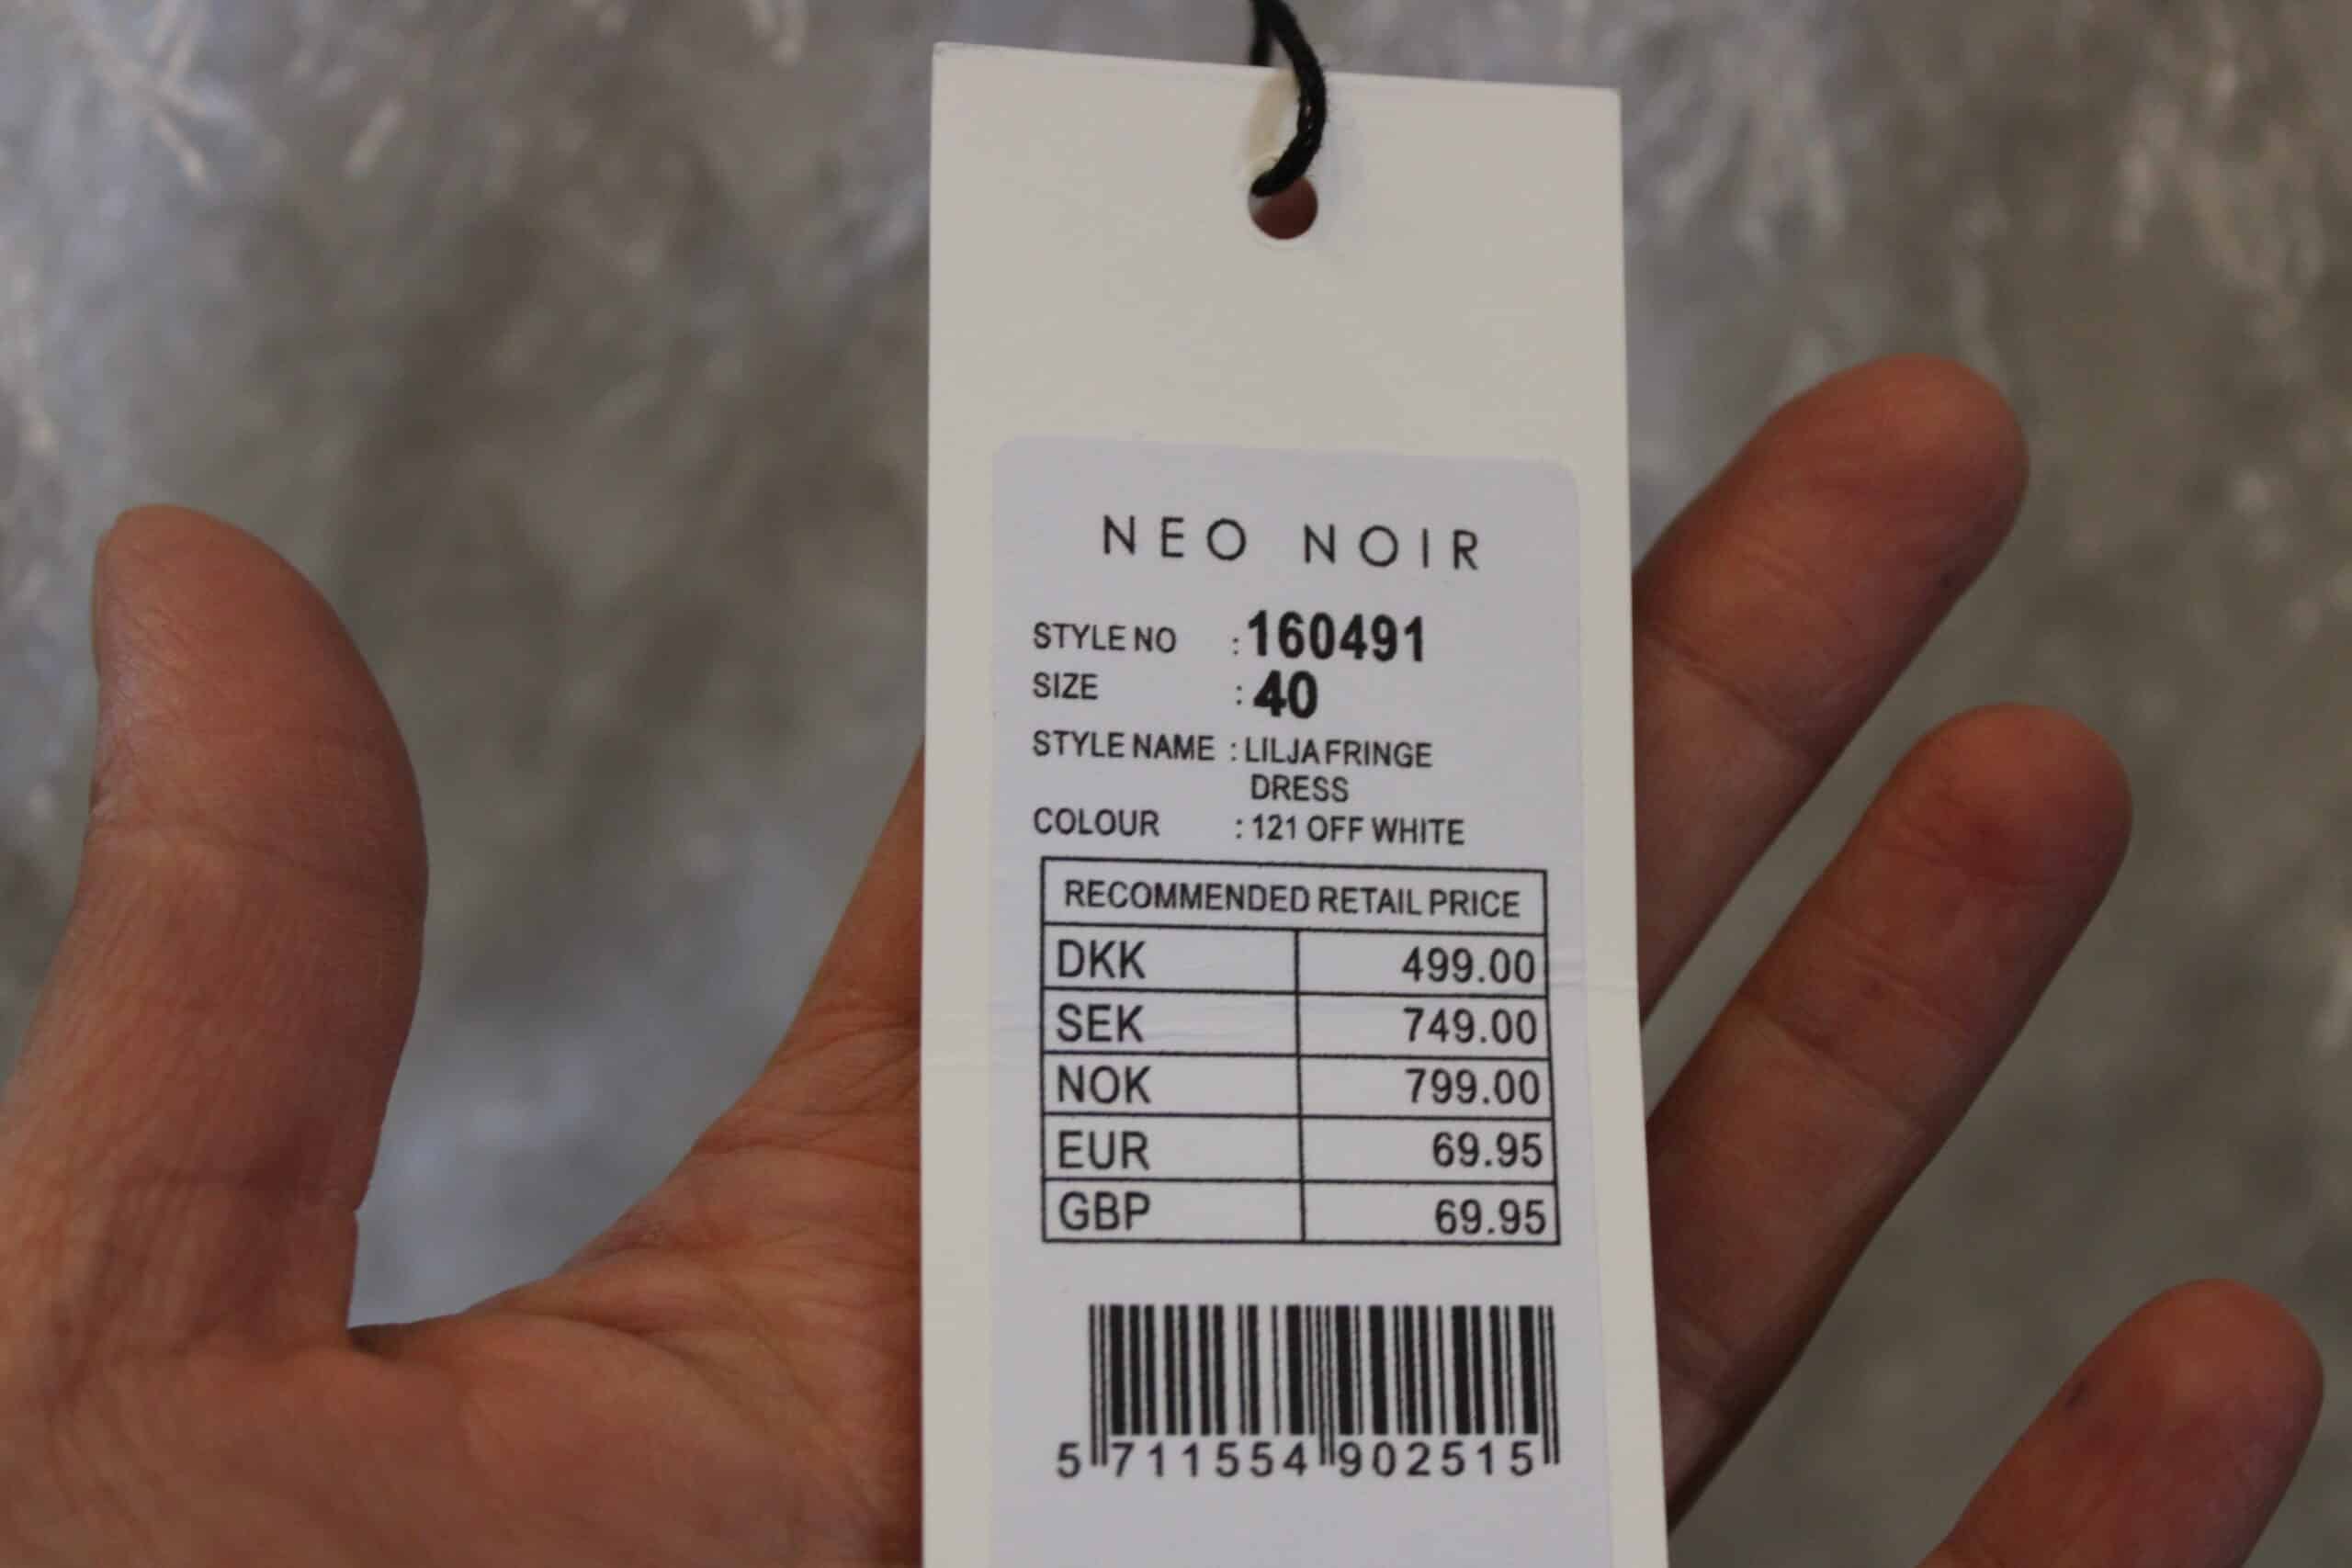 NEO NOIR
STYLE NO : 160491
SIZE : 40
STYLE NAME : LILJA FRINGE
DRESS
COLOUR : 121 OFF WHITE
RECOMMENDED RETAIL PRICE
DKK 499.00
SEK 749.00
NOK 799.00
EUR 69.95
GBP 69.95
5 711554 902515